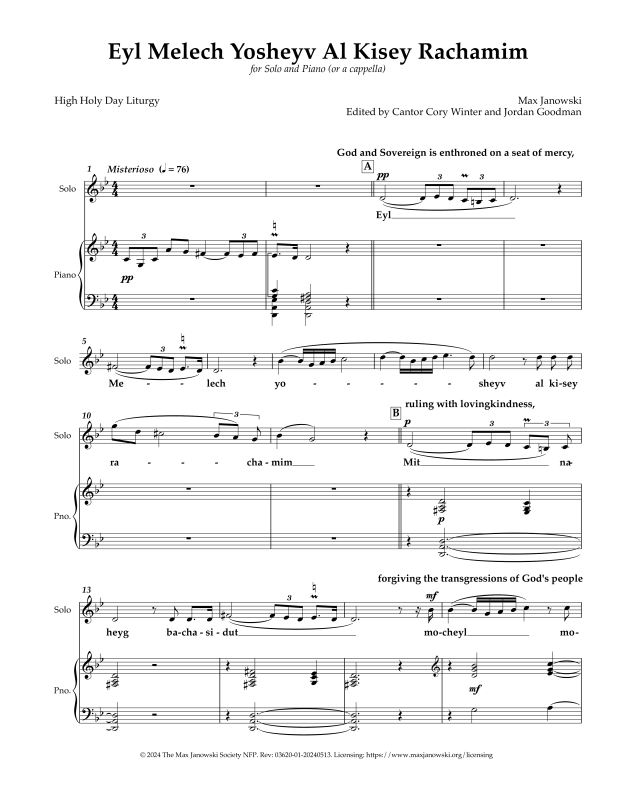 Eyl Melech Yosheyv Al Kisey Rachamim
for Solo and Piano (or a cappella)
High Holy Day Liturgy
Max Janowski
Edited by Cantor Cory Winter and Jordan Goodman
God and Sovereign is enthroned on a seat of mercy,
1 Misterioso (♩ = 76) A
pp
Solo
3 3
Eyl
3 3
Piano
pp
5
3
Solo
Me - - lech yo - - - - sheyv al ki-sey
ruling with lovingkindness,
10 B
p
Solo
3 3 3
ra - - - cha - mim Mit na-
Pno.
p
forgiving the transgressions of God's people
13
mf
Solo
3 3
heyg ba - cha - si - dut mo-cheyl mo-
Pno.
mf
© 2024 The Max Janowski Society NFP. Rev: 03620-01-20240513. Licensing: https://www.maxjanowski.org/licensing